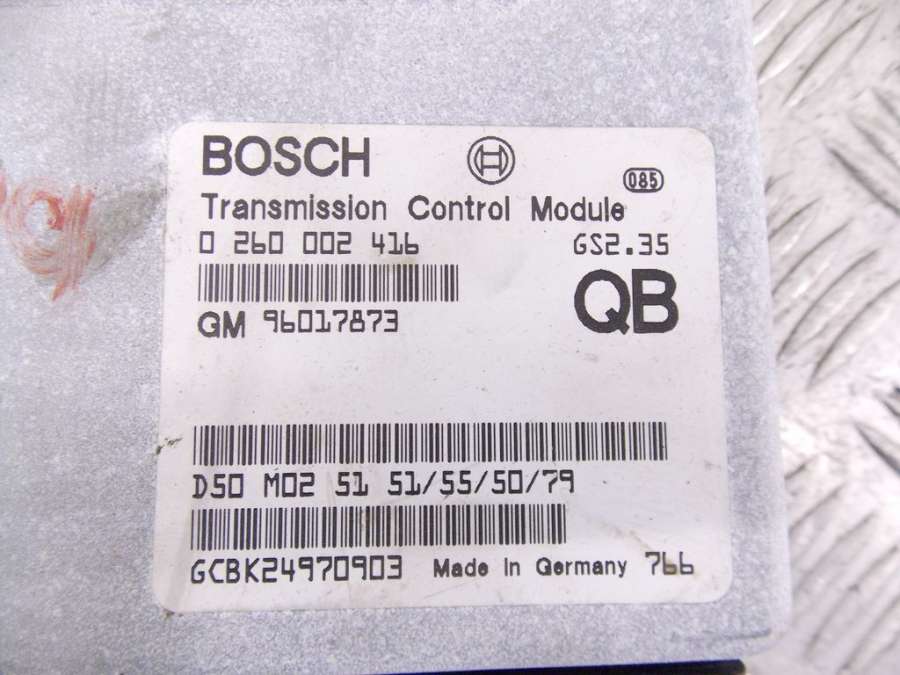 BOSCH
085
Transmission Control Module
0 260 002 416 GS2.35
QB
GM 96017873
D50 M02 51 51/55/50/79
GCBK24970903 Made in Germany 766